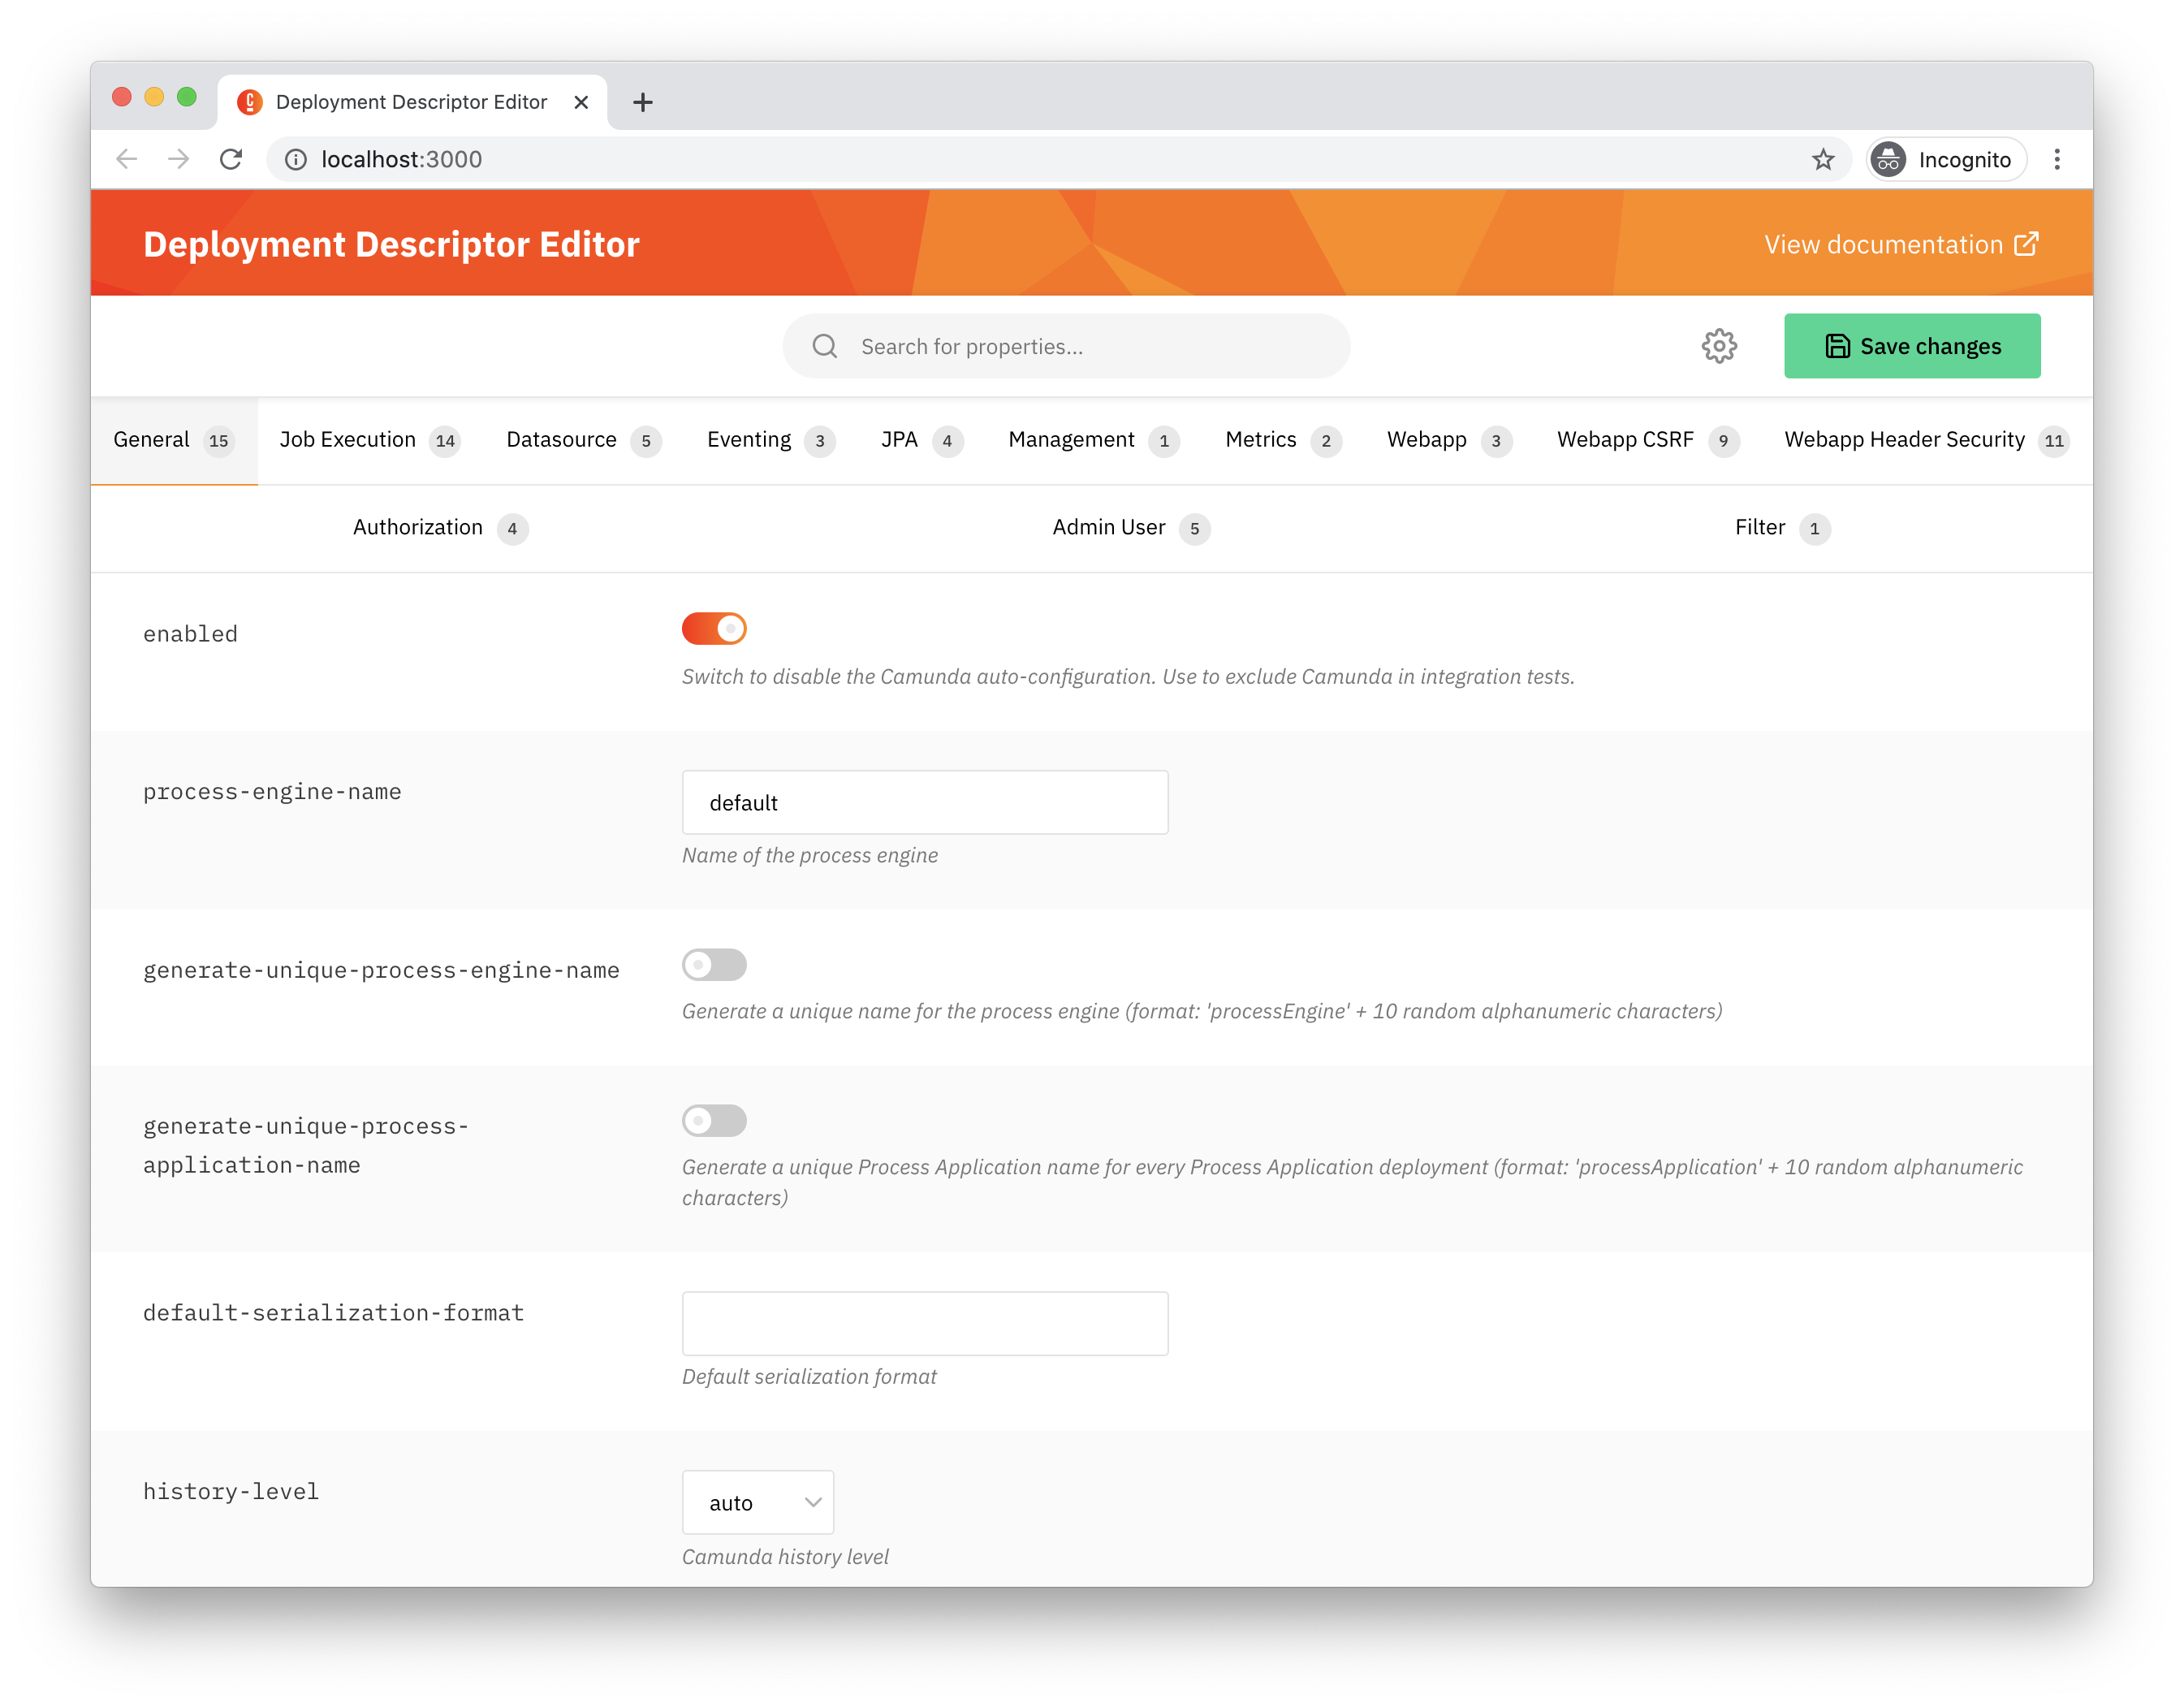 Deployment Descriptor Editor
localhost:3000
Incognito
Deployment Descriptor Editor
View documentation
Search for properties...
Save changes
General 15 Job Execution 14 Datasource 5 Eventing 3 JPA 4 Management 1 Metrics 2 Webapp 3 Webapp CSRF 9 Webapp Header Security 11
Authorization 4 Admin User 5 Filter 1
enabled
Switch to disable the Camunda auto-configuration. Use to exclude Camunda in integration tests.
process-engine-name
default
Name of the process engine
generate-unique-process-engine-name
Generate a unique name for the process engine (format: 'processEngine' + 10 random alphanumeric characters)
generate-unique-process-
application-name
Generate a unique Process Application name for every Process Application deployment (format: 'processApplication' + 10 random alphanumeric
characters)
default-serialization-format
Default serialization format
history-level
auto
Camunda history level